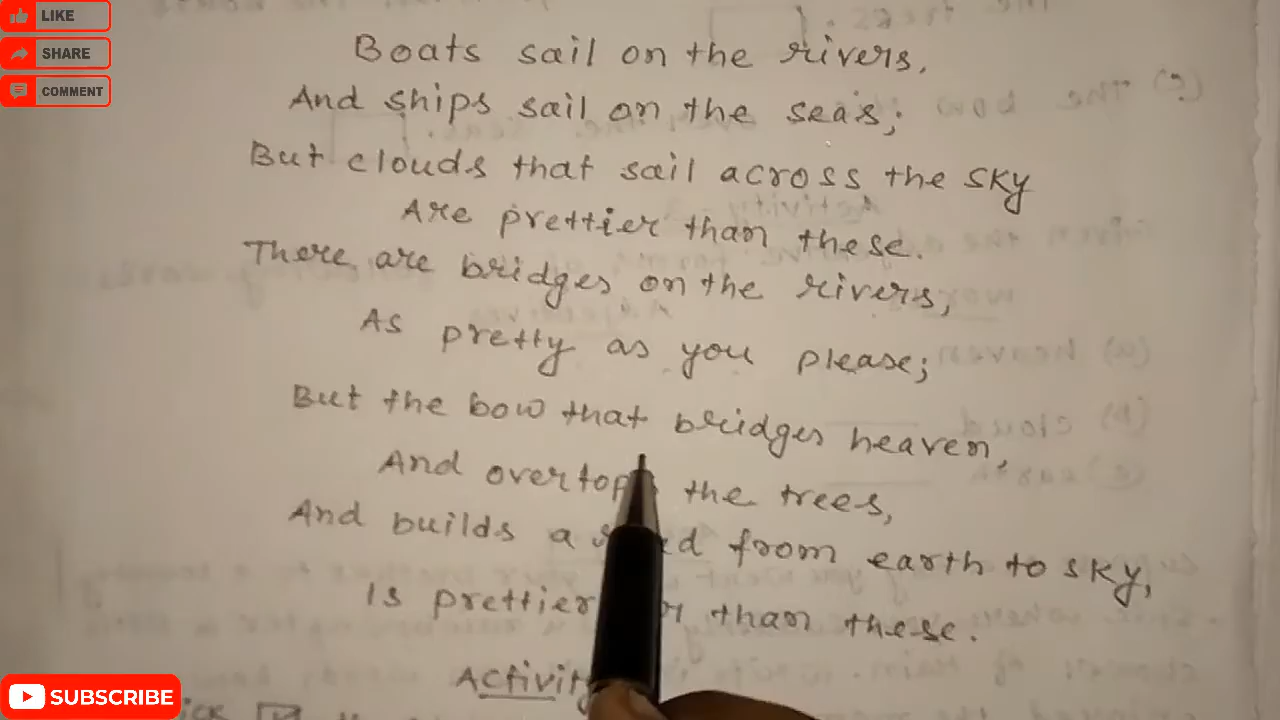 LIKE
SHARE
COMMENT
Boats sail on the rivers,
And ships sail on the seas;
But clouds that sail across the sky
Are prettier than these.
There are bridges on the rivers,
As pretty as you please;
But the bow that bridges heaven,
And overtops the trees,
And builds a from earth to sky,
Is prettier than these.
Activity
SUBSCRIBE